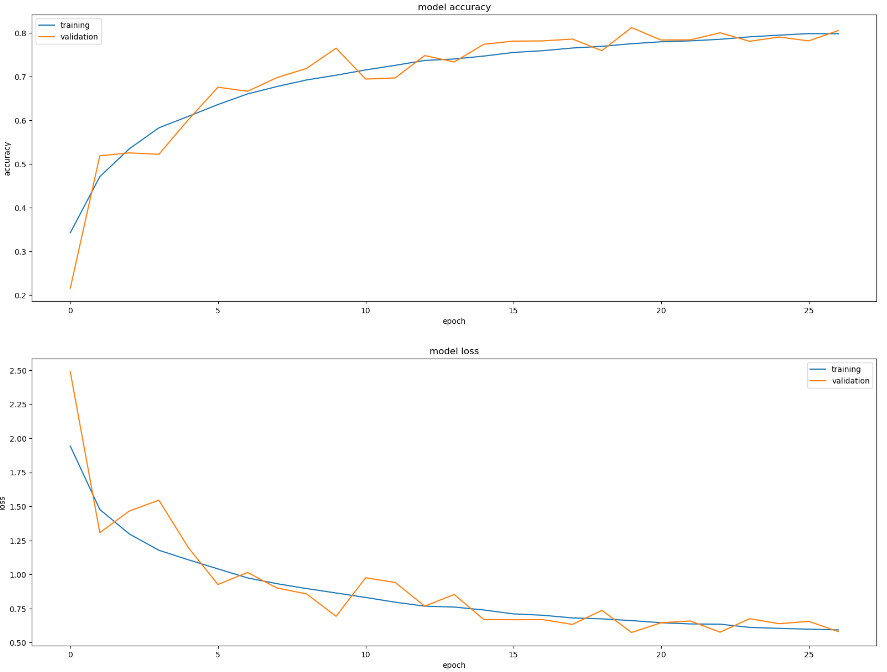 model accuracy
training
validation
0.8
0.7
0.6
0.5
0.4
0.3
0.2
accuracy
0 5 10 15 20 25
epoch
model loss
training
validation
2.50
2.25
2.00
1.75
1.50
1.25
1.00
0.75
0.50
loss
0 5 10 15 20 25
epoch